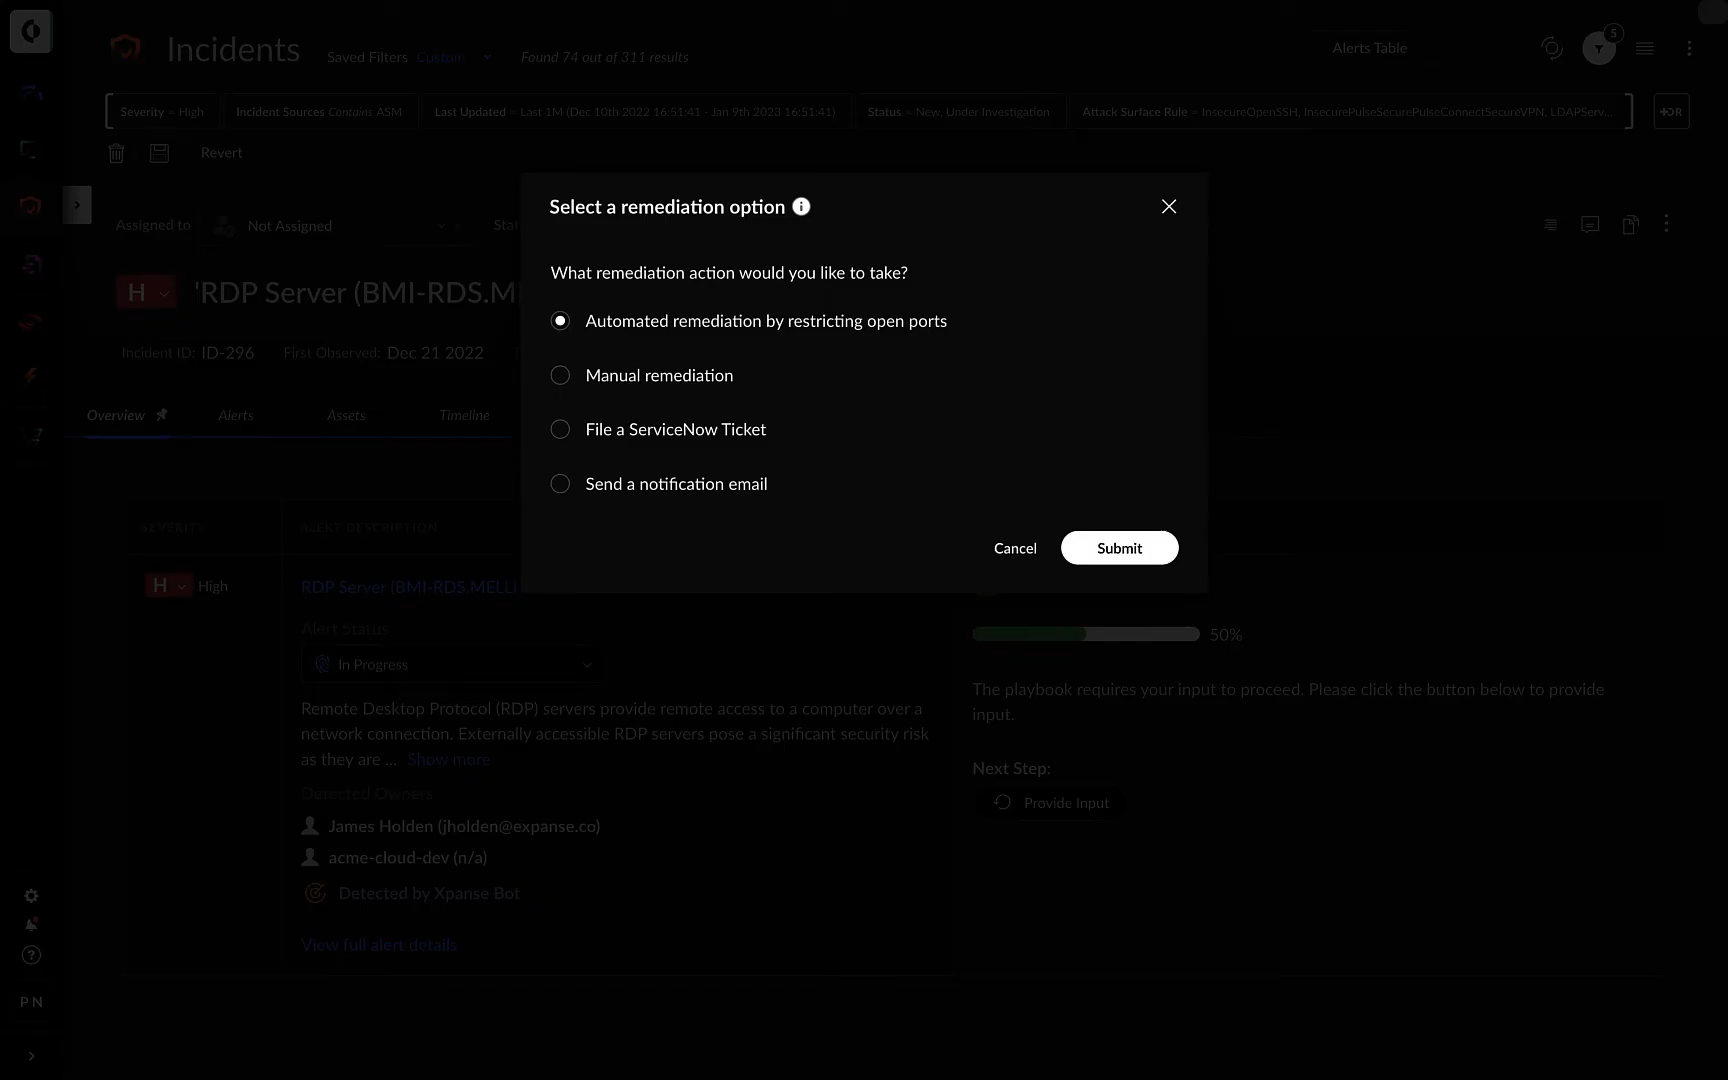 Incidents
Saved Filters Custom
Found 74 out of 311 results
Alerts Table
5
Severity = High
Incident Sources Contains ASM
Last Updated = Last 1M (Dec 10th 2022 16:51:41 - Jan 9th 2023 16:51:41)
Status = New, Under Investigation
Attack Surface Rule = InsecureOpenSSH, InsecurePulseSecurePulseConnectSecureVPN, LDAPServ...
OR
Revert
Select a remediation option
Assigned to
Not Assigned
Stat
What remediation action would you like to take?
H
'RDP Server (BMI-RDS.M
Automated remediation by restricting open ports
Incident ID: ID-296
First Observed: Dec 21 2022
Manual remediation
Overview
Alerts
Assets
Timeline
File a ServiceNow Ticket
Send a notification email
SEVERITY
ALERT DESCRIPTION
Cancel
Submit
H High
RDP Server (BMI-RDS.MELLI
Alert Status
In Progress
50%
Remote Desktop Protocol (RDP) servers provide remote access to a computer over a
network connection. Externally accessible RDP servers pose a significant security risk
as they are ... Show more
The playbook requires your input to proceed. Please click the button below to provide
input.
Next Step:
Provide Input
Detected Owners
James Holden (jholden@expanse.co)
acme-cloud-dev (n/a)
Detected by Xpanse Bot
View full alert details
P N